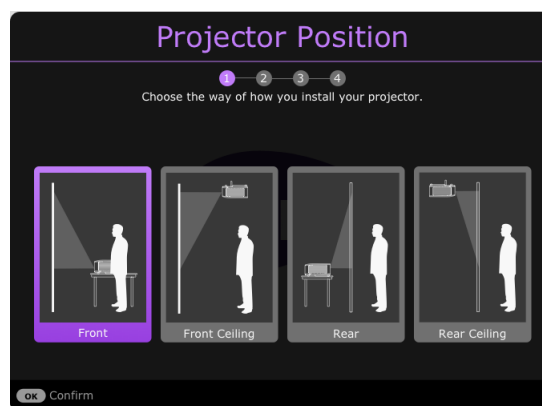 Projector Position
1 2 3 4
Choose the way of how you install your projector.
Front Front Ceiling Rear Rear Ceiling
OK Confirm